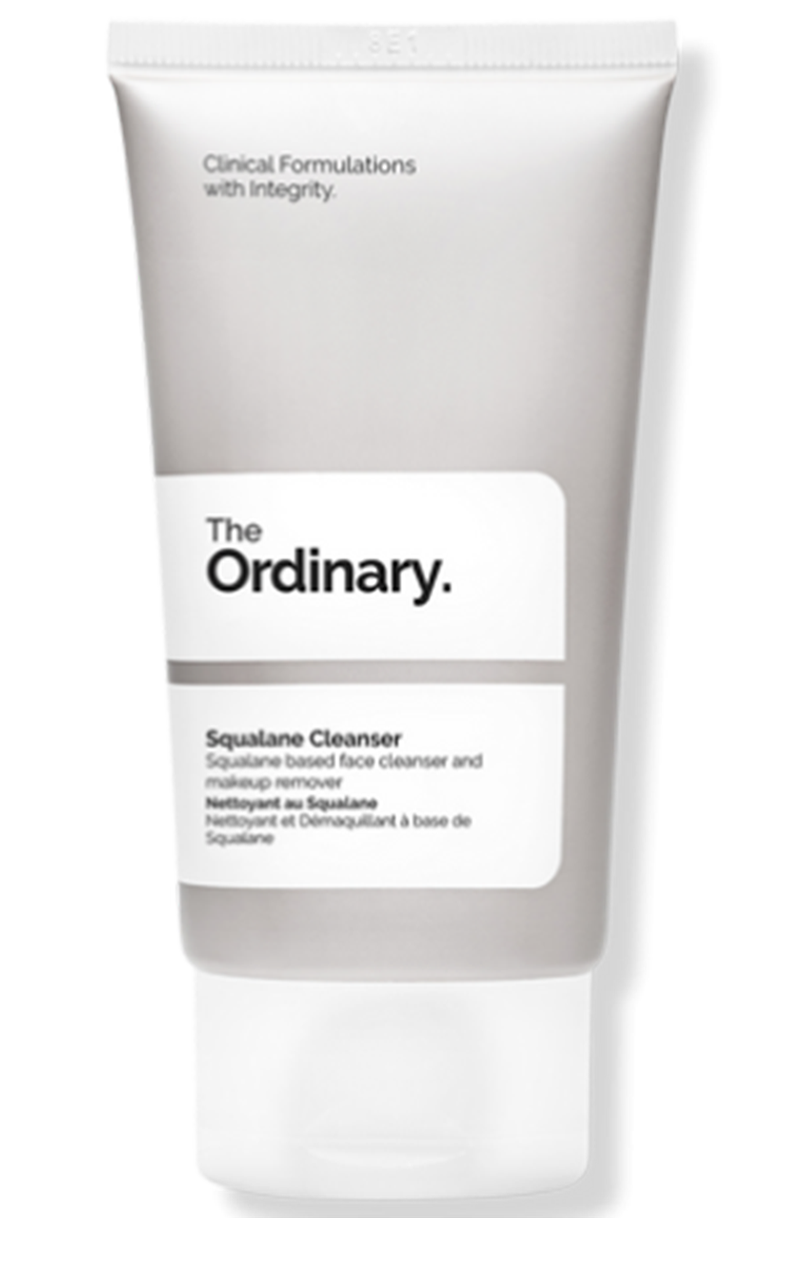 Clinical Formulations
with Integrity.
The
Ordinary.
Squalane Cleanser
Squalane based face cleanser and
makeup remover
Nettoyant au Squalane
Nettoyant et Démaquillant à base de
Squalane